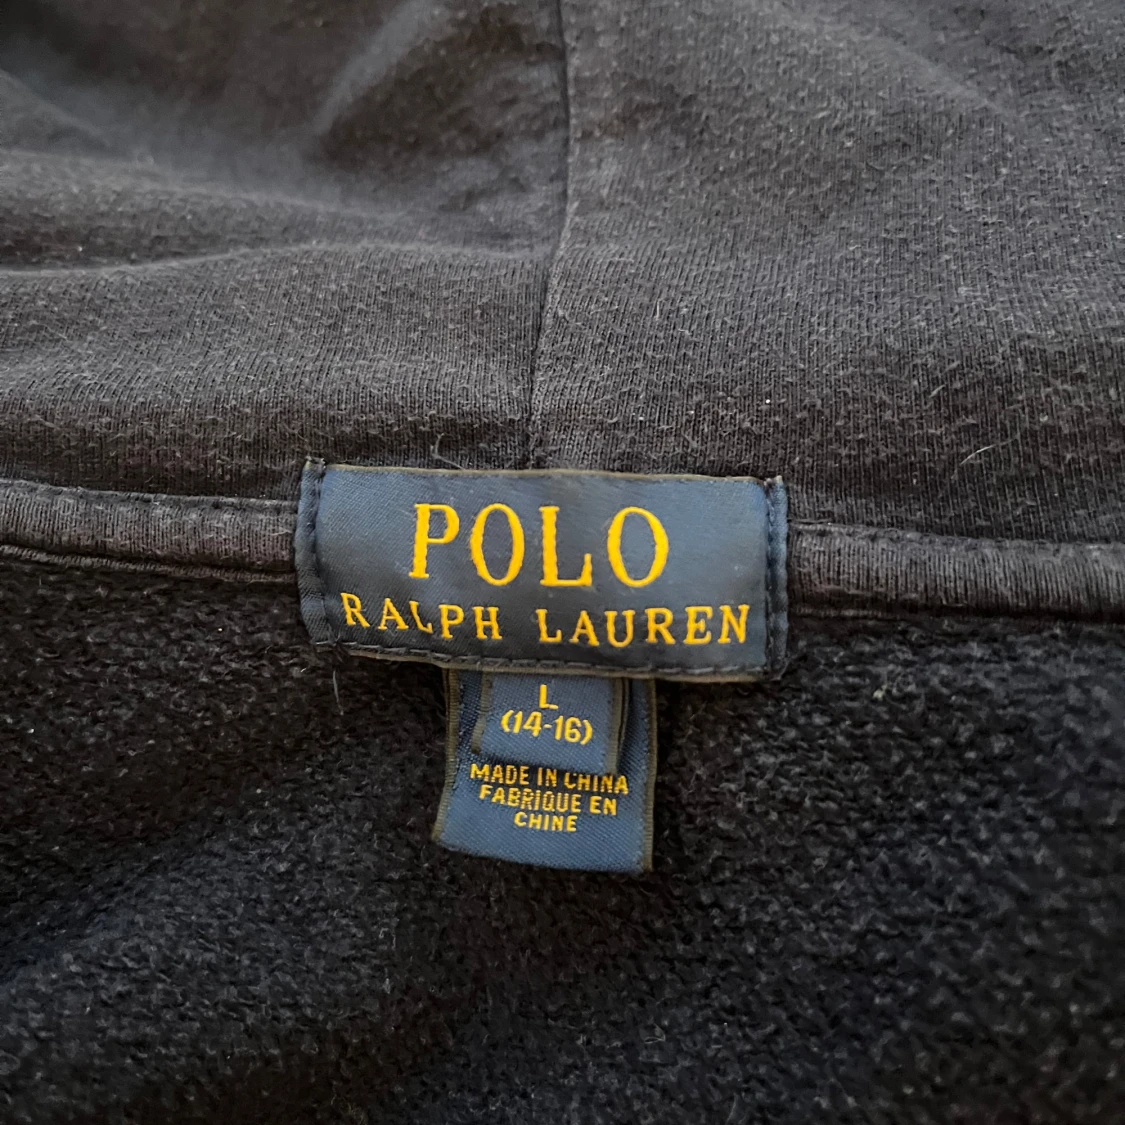 POLO
RALPH LAUREN
L
(14-16)
MADE IN CHINA
FABRIQUE EN
CHINE